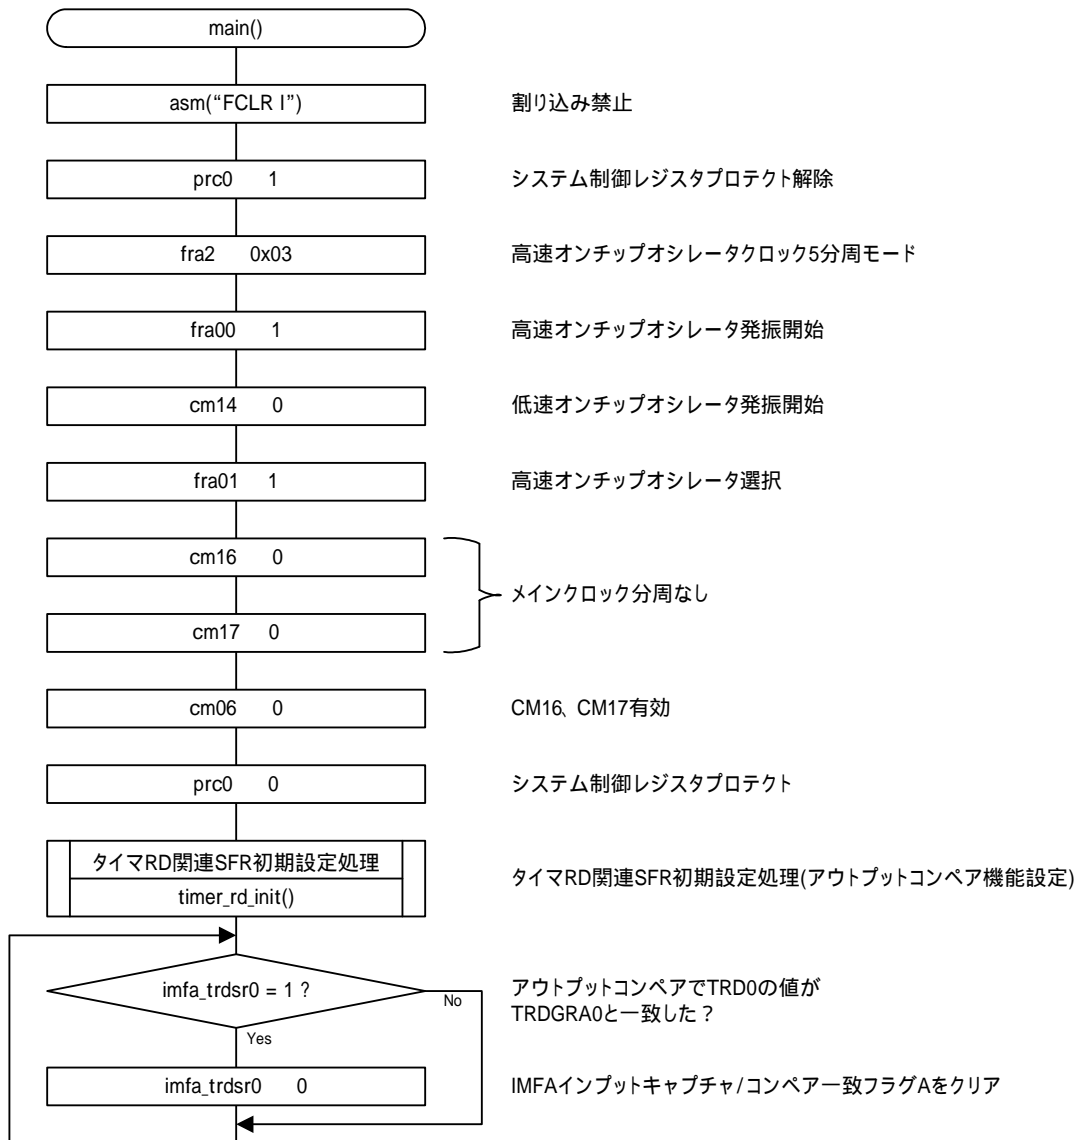 main()
asm(“FCLR I”) 割り込み禁止
prc0 1 システム制御レジスタプロテクト解除
fra2 0x03 高速オンチップオシレータクロック5分周モード
fra00 1 高速オンチップオシレータ発振開始
cm14 0 低速オンチップオシレータ発振開始
fra01 1 高速オンチップオシレータ選択
cm16 0
メインクロック分周なし
cm17 0
cm06 0 CM16、CM17有効
prc0 0 システム制御レジスタプロテクト
タイマRD関連SFR初期設定処理
timer_rd_init()
タイマRD関連SFR初期設定処理(アウトプットコンペア機能設定)
imfa_trdsr0 = 1 ?
No
Yes
アウトプットコンペアでTRD0の値が
TRDGRA0と一致した？
imfa_trdsr0 0 IMFAインプットキャプチャ/コンペア一致フラグAをクリア